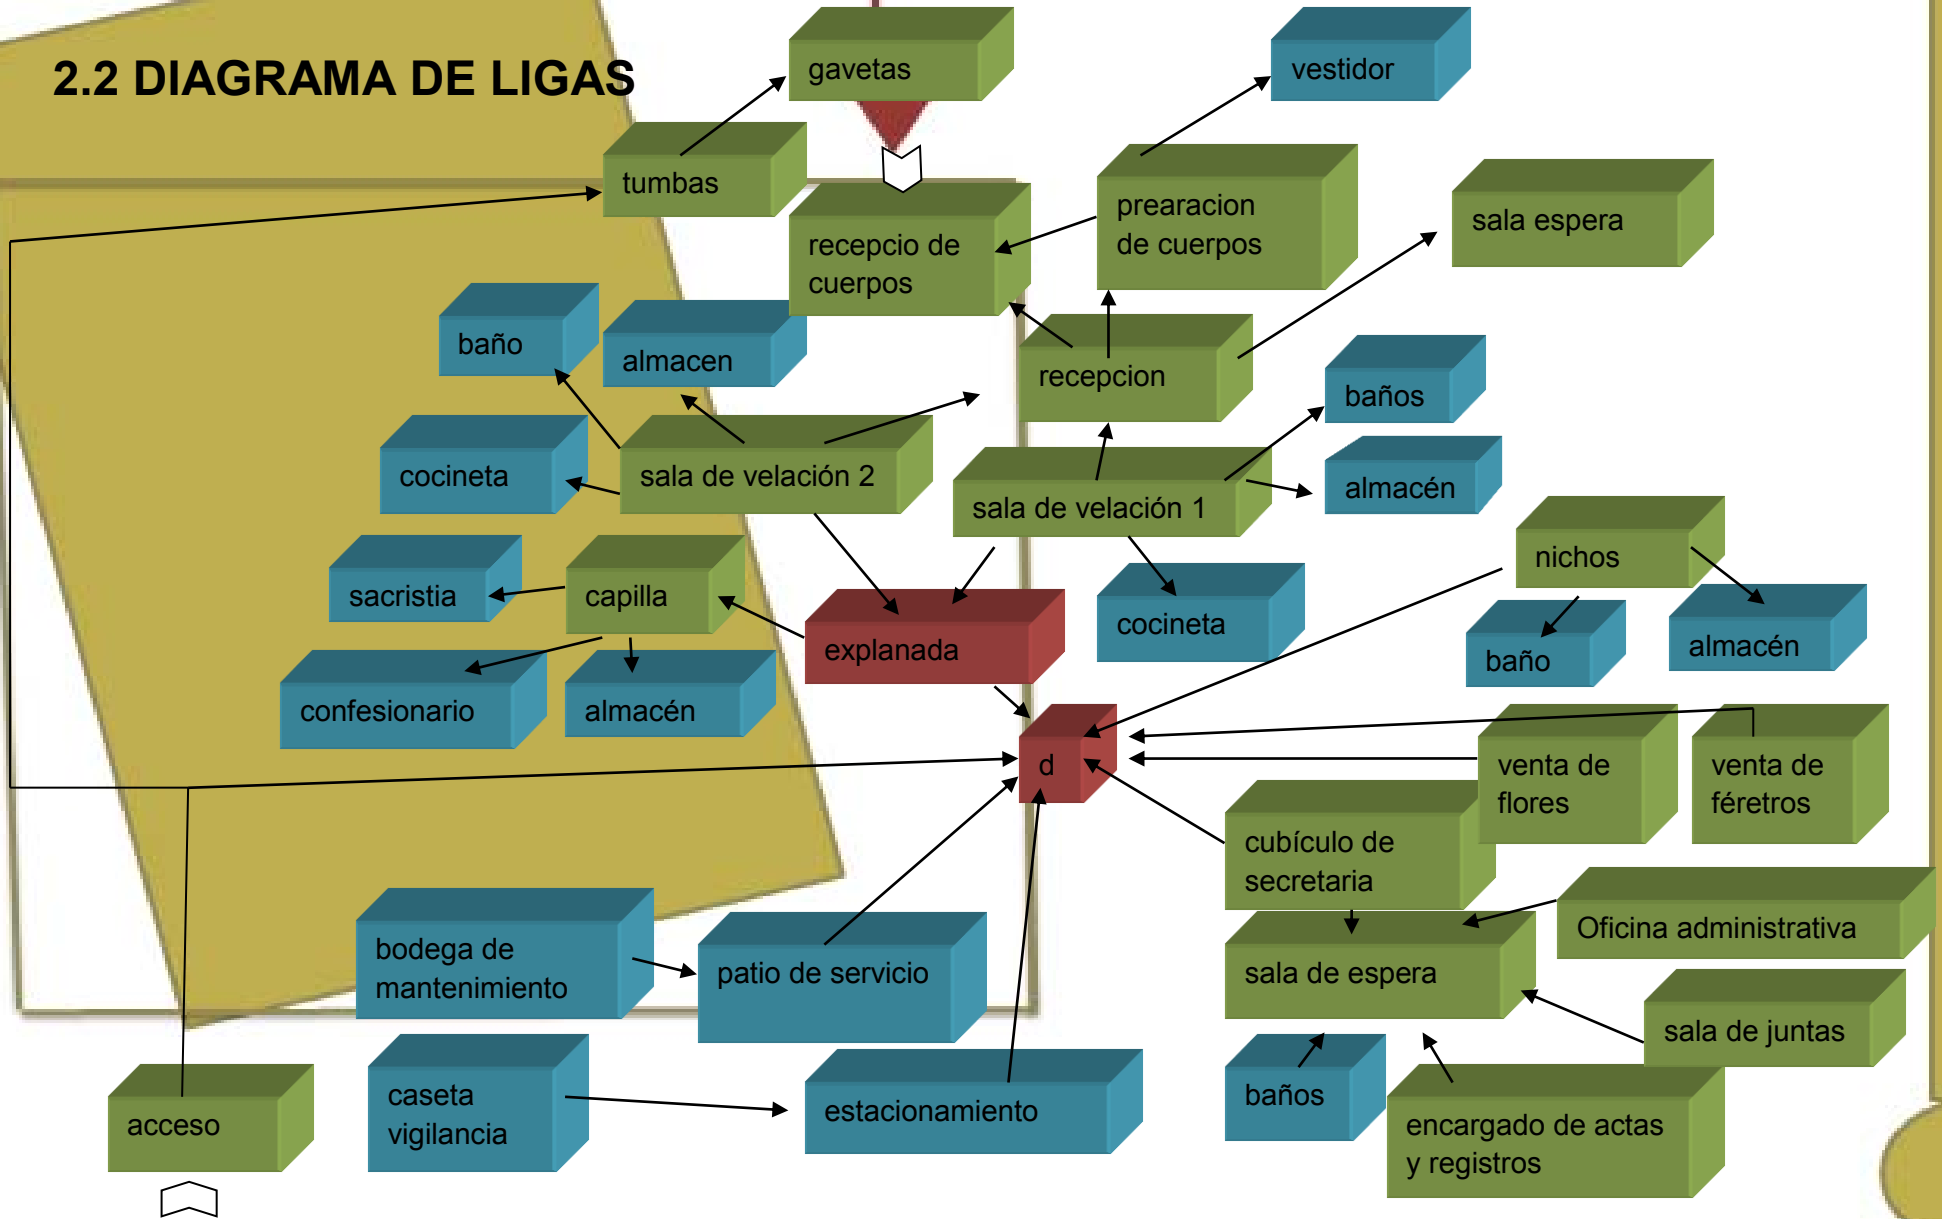 2.2 DIAGRAMA DE LIGAS
gavetas
vestidor
tumbas
prearacion
de cuerpos
sala espera
recepcio de
cuerpos
baño
almacen
recepcion
baños
cocineta
sala de velación 2
sala de velación 1
almacén
nichos
sacristia
capilla
explanada
cocineta
baño
almacén
confesionario
almacén
d
venta de
flores
venta de
féretros
cubículo de
secretaria
bodega de
mantenimiento
patio de servicio
sala de espera
Oficina administrativa
sala de juntas
acceso
caseta
vigilancia
estacionamiento
baños
encargado de actas
y registros